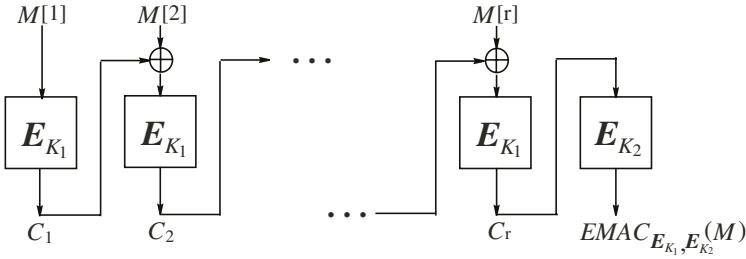 M[1] M[2] M[r]
⊕ • • • ⊕
E_{K_1} E_{K_1} E_{K_1} E_{K_2}
• • •
C_1 C_2 C_r EMAC_{E_{K_1}, E_{K_2}}(M)